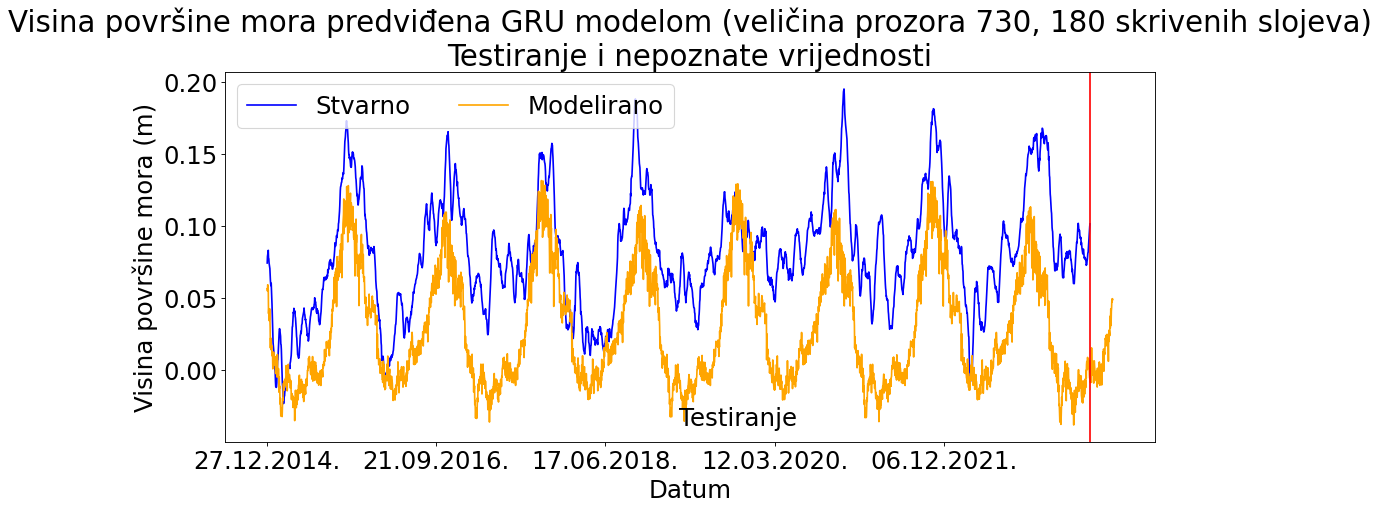 Visina površine mora predviđena GRU modelom (veličina prozora 730, 180 skrivenih slojeva)
Testiranje i nepoznate vrijednosti
Stvarno Modelirano
Visina površine mora (m)
0.20
0.15
0.10
0.05
0.00
Testiranje
27.12.2014. 21.09.2016. 17.06.2018. 12.03.2020. 06.12.2021.
Datum